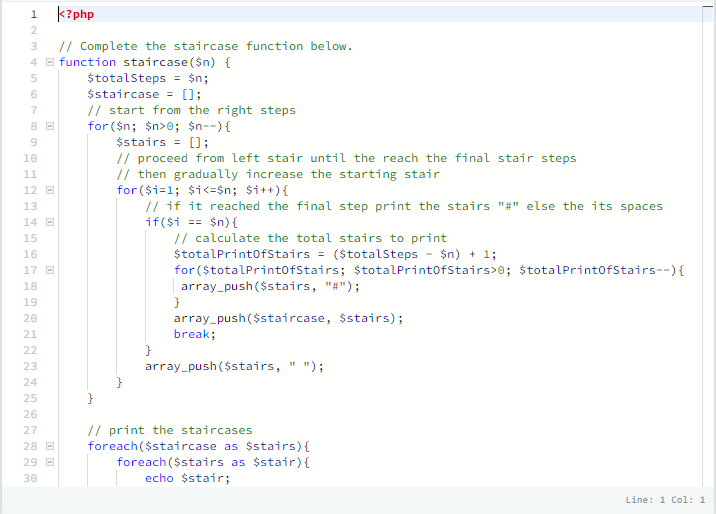 1 <?php
2
3 // Complete the staircase function below.
4 function staircase($n) {
5 $totalSteps = $n;
6 $staircase = [];
7 // start from the right steps
8 for($n; $n>0; $n--){
9 $stairs = [];
10 // proceed from left stair until the reach the final stair steps
11 // then gradually increase the starting stair
12 for($i=1; $i<=$n; $i++){
13 // if it reached the final step print the stairs "#" else the its spaces
14 if($i == $n){
15 // calculate the total stairs to print
16 $totalPrintOfStairs = ($totalSteps - $n) + 1;
17 for($totalPrintOfStairs; $totalPrintOfStairs>0; $totalPrintOfStairs--){
18 array_push($stairs, "#");
19 }
20 array_push($staircase, $stairs);
21 break;
22 }
23 array_push($stairs, " ");
24 }
25 }
26
27 // print the staircases
28 foreach($staircase as $stairs){
29 foreach($stairs as $stair){
30 echo $stair;
Line: 1 Col: 1